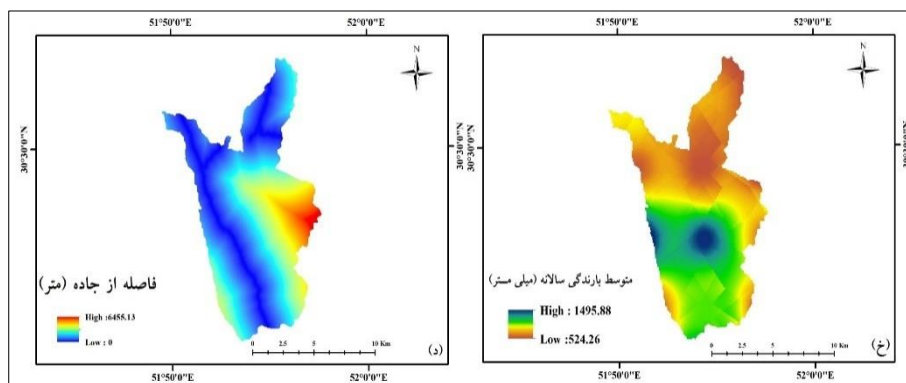 51°50'0"E
52°0'0"E
N
30°30'0"N
فاصله از جاده (متر)
High :6455.13
Low : 0
0 2.5 5 10 Km
(د)
51°50'0"E
52°0'0"E
51°50'0"E
52°0'0"E
N
30°30'0"N
متوسط بارندگی سالانه (میلی مستر)
High : 1495.88
Low :524.26
0 2.5 5 10 Km
(خ)
51°50'0"E
52°0'0"E